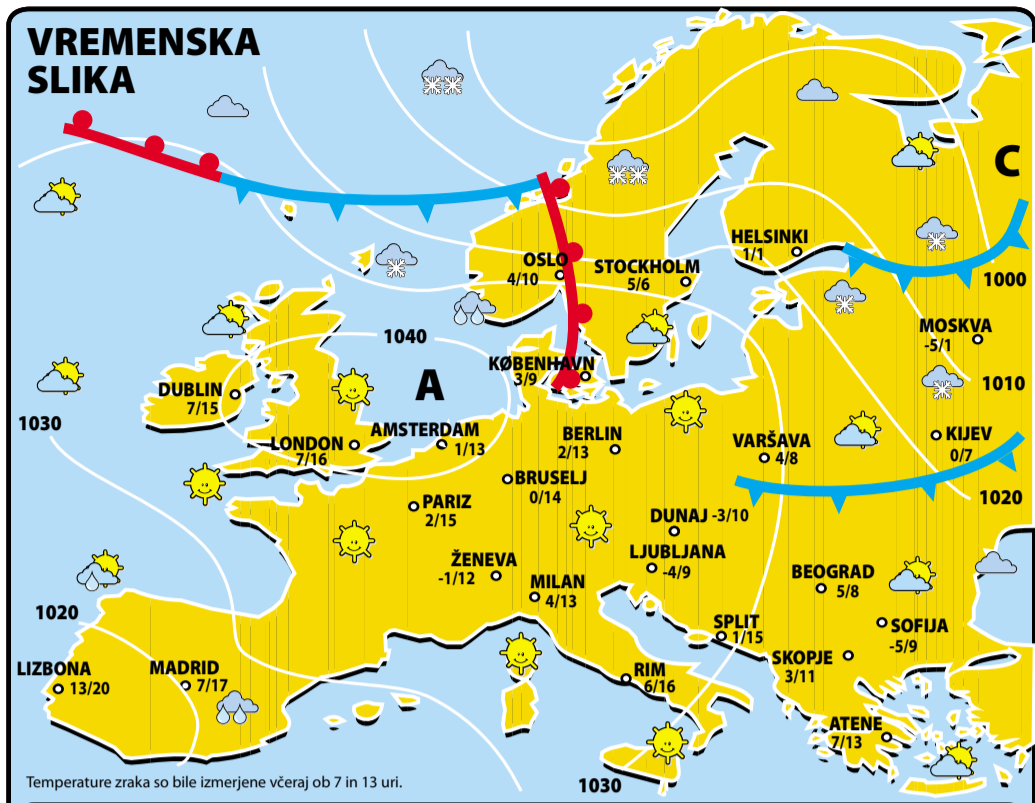 VREMENSKA
SLIKA
C
HELSINKI
1/1
OSLO
4/10
STOCKHOLM
5/6
1000
MOSKVA
-5/1
1040
KØBENHAVN
3/9
A
1010
DUBLIN
7/15
1030
AMSTERDAM
1/13
LONDON
7/16
BERLIN
2/13
VARŠAVA
4/8
KIJEV
0/7
BRUSELJ
0/14
PARIZ
2/15
1020
DUNAJ -3/10
LJUBLJANA
-4/9
ŽENEVA
-1/12
MILAN
4/13
BEOGRAD
5/8
1020
SPLIT
1/15
SOFIJA
-5/9
SKOPJE
3/11
LIZBONA
13/20
MADRID
7/17
RIM
6/16
ATENE
7/13
Temperature zraka so bile izmerjene včeraj ob 7 in 13 uri.
1030